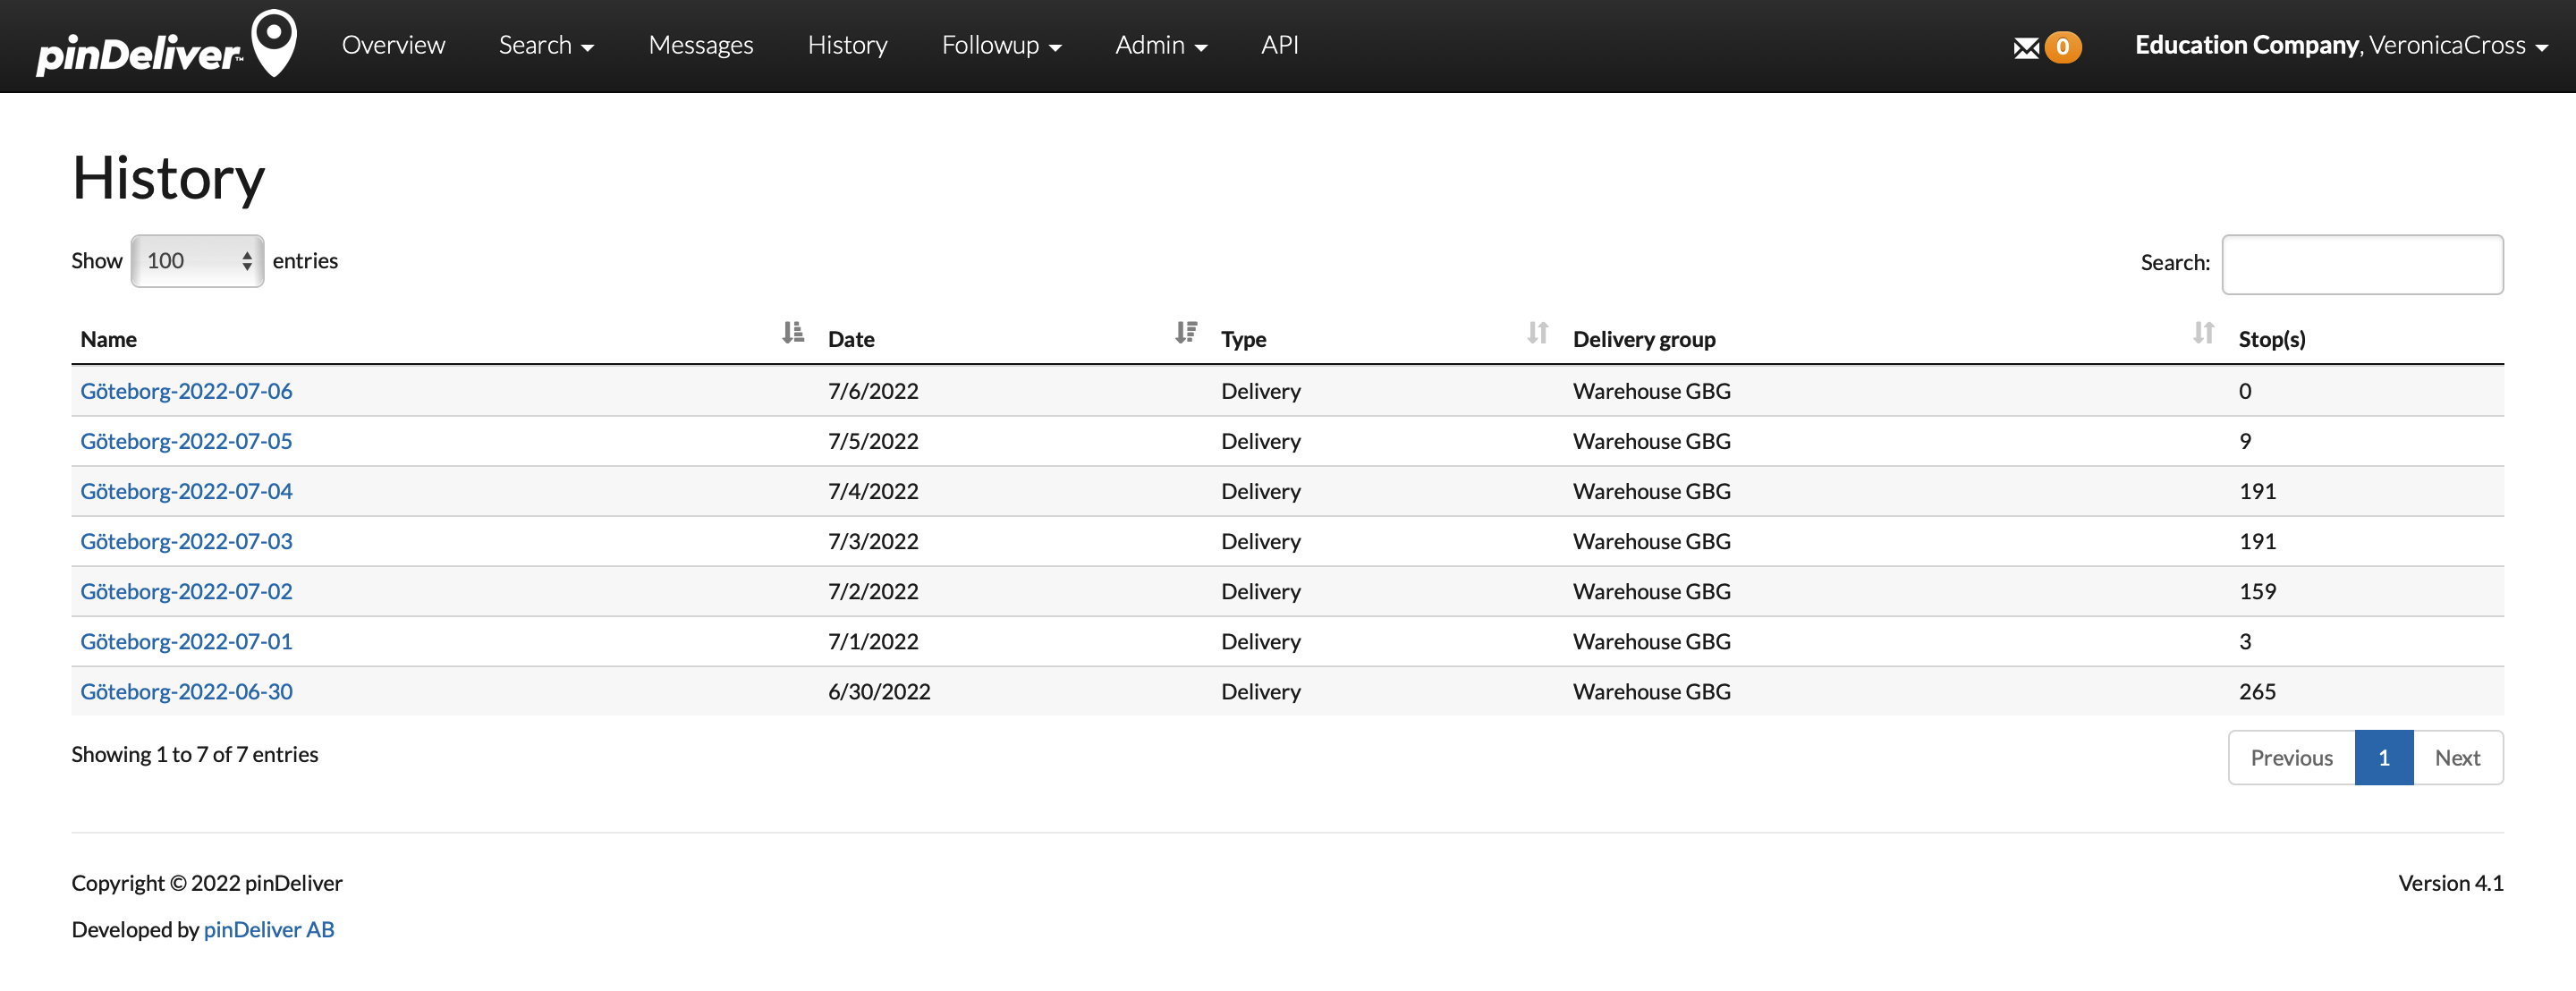 pinDeliver™ Overview Search Messages History Followup Admin API 0 Education Company, VeronicaCross
History
Show 100 entries Search:
Name Date Type Delivery group Stop(s)
Göteborg-2022-07-06 7/6/2022 Delivery Warehouse GBG 0
Göteborg-2022-07-05 7/5/2022 Delivery Warehouse GBG 9
Göteborg-2022-07-04 7/4/2022 Delivery Warehouse GBG 191
Göteborg-2022-07-03 7/3/2022 Delivery Warehouse GBG 191
Göteborg-2022-07-02 7/2/2022 Delivery Warehouse GBG 159
Göteborg-2022-07-01 7/1/2022 Delivery Warehouse GBG 3
Göteborg-2022-06-30 6/30/2022 Delivery Warehouse GBG 265
Showing 1 to 7 of 7 entries Previous 1 Next
Copyright © 2022 pinDeliver Version 4.1
Developed by pinDeliver AB